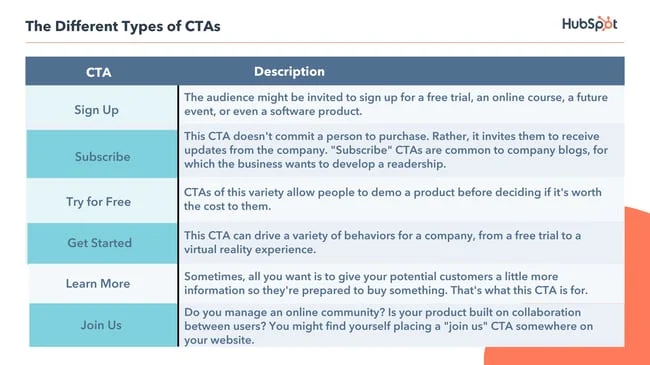 The Different Types of CTAs
HubSpot
CTA
Description
Sign Up
The audience might be invited to sign up for a free trial, an online course, a future
event, or even a software product.
Subscribe
This CTA doesn't commit a person to purchase. Rather, it invites them to receive
updates from the company. "Subscribe" CTAs are common to company blogs, for
which the business wants to develop a readership.
Try for Free
CTAs of this variety allow people to demo a product before deciding if it's worth
the cost to them.
Get Started
This CTA can drive a variety of behaviors for a company, from a free trial to a
virtual reality experience.
Learn More
Sometimes, all you want is to give your potential customers a little more
information so they're prepared to buy something. That's what this CTA is for.
Join Us
Do you manage an online community? Is your product built on collaboration
between users? You might find yourself placing a "join us" CTA somewhere on
your website.